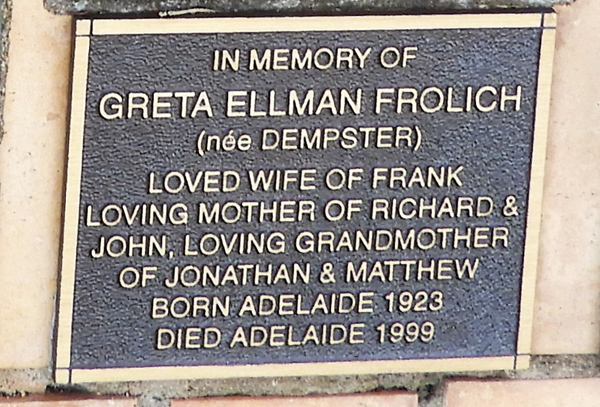 IN MEMORY OF
GRETA ELLMAN FROLICH
(née DEMPSTER)
LOVED WIFE OF FRANK
LOVING MOTHER OF RICHARD &
JOHN, LOVING GRANDMOTHER
OF JONATHAN & MATTHEW
BORN ADELAIDE 1923
DIED ADELAIDE 1999